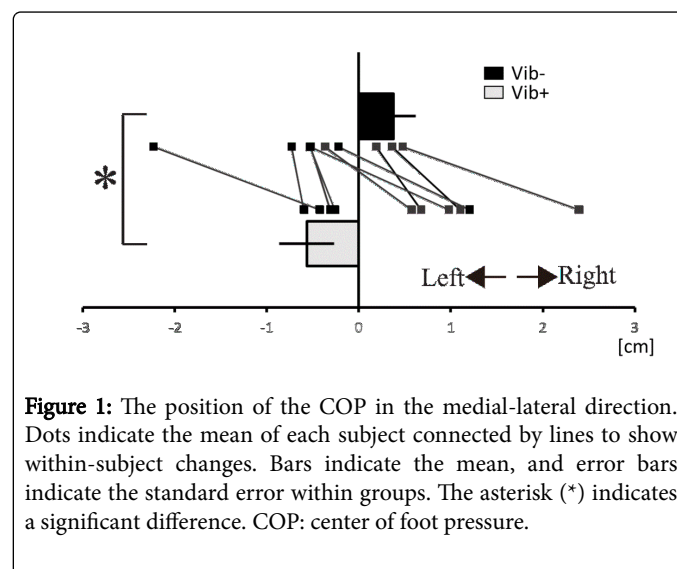 Vib-
Vib+
*
Left Right
-3 -2 -1 0 1 2 3
[cm]
Figure 1: The position of the COP in the medial-lateral direction.
Dots indicate the mean of each subject connected by lines to show
within-subject changes. Bars indicate the mean, and error bars
indicate the standard error within groups. The asterisk (*) indicates
a significant difference. COP: center of foot pressure.